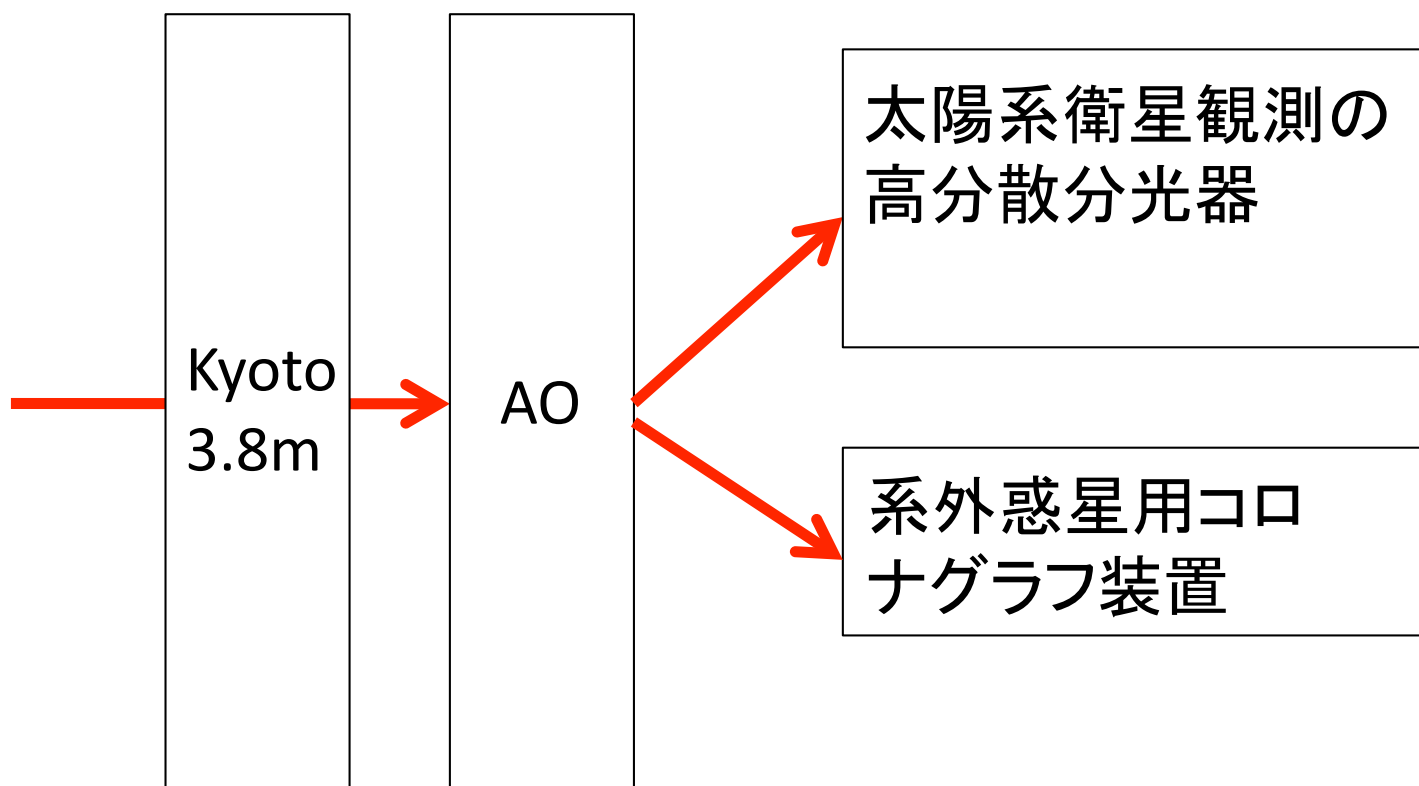 Kyoto
3.8m
AO
太陽系衛星観測の
高分散分光器
系外惑星用コロ
ナグラフ装置